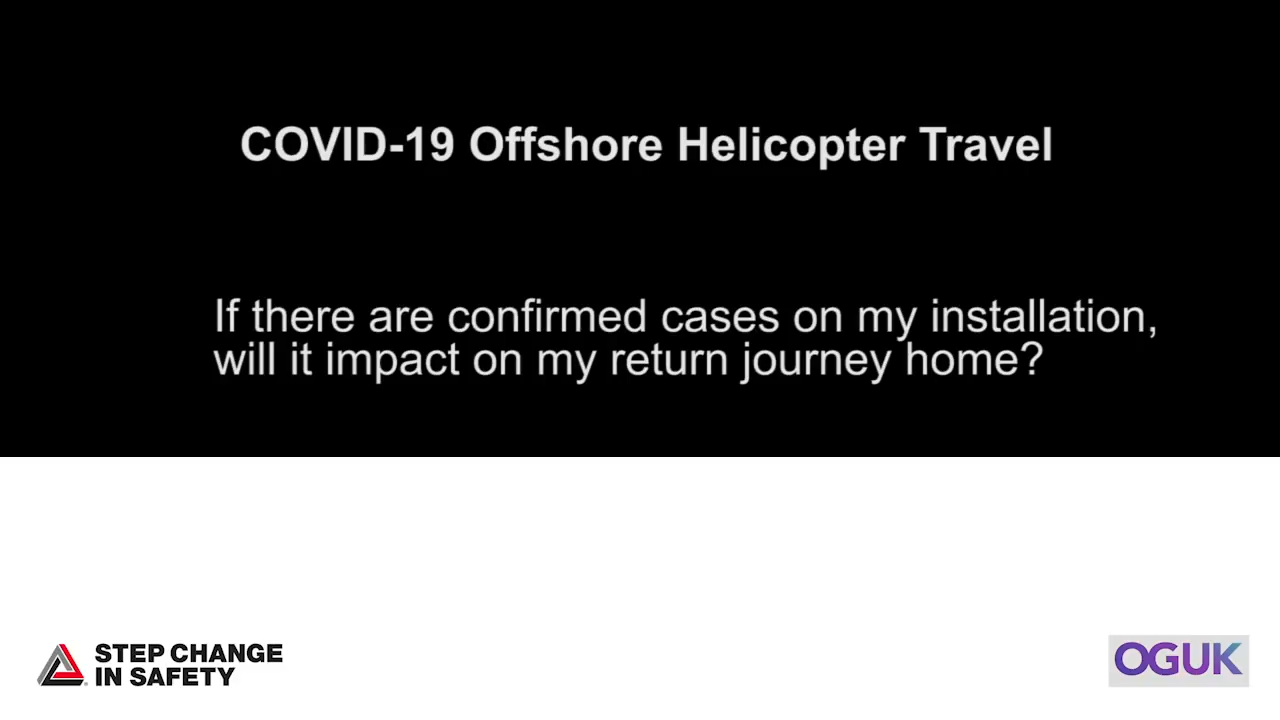 COVID-19 Offshore Helicopter Travel
If there are confirmed cases on my installation,
will it impact on my return journey home?
STEP CHANGE
IN SAFETY
OGUK